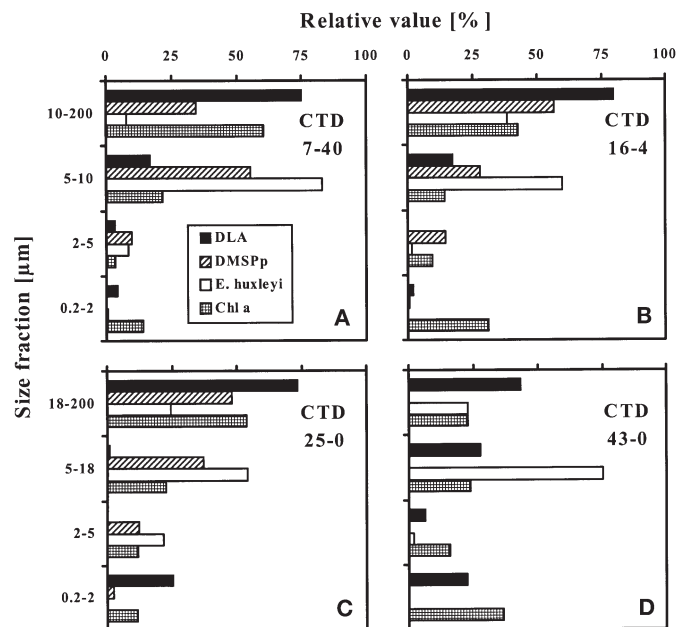 Relative value [%]
0 25 50 75 100
0 25 50 75 100
Size fraction [µm]
10-200
5-10
2-5
0.2-2
CTD
7-40
DLA
DMSPp
E. huxleyi
Chl a
A
CTD
16-4
B
18-200
5-18
2-5
0.2-2
CTD
25-0
C
CTD
43-0
D